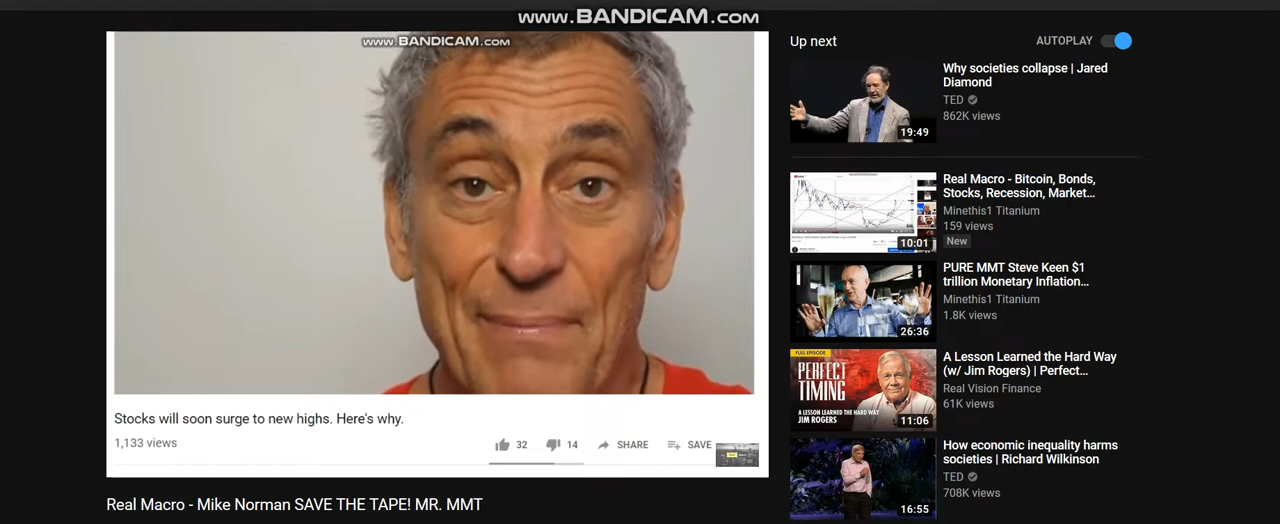 www.BANDICAM.com
www.BANDICAM.com
Stocks will soon surge to new highs. Here's why.
1,133 views
32
14
SHARE
SAVE
Real Macro - Mike Norman SAVE THE TAPE! MR. MMT
Up next
AUTOPLAY
Why societies collapse | Jared
Diamond
TED
862K views
19:49
Real Macro - Bitcoin, Bonds,
Stocks, Recession, Market...
Minethis1 Titanium
159 views
New
10:01
PURE MMT Steve Keen $1
trillion Monetary Inflation...
Minethis1 Titanium
1.8K views
26:36
FULL EPISODE
PERFECT
TIMING
A LESSON LEARNED THE HARD WAY
JIM ROGERS
11:06
A Lesson Learned the Hard Way
(w/ Jim Rogers) | Perfect...
Real Vision Finance
61K views
How economic inequality harms
societies | Richard Wilkinson
TED
708K views
16:55